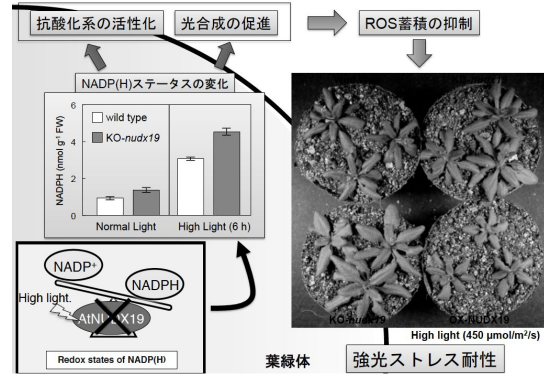 抗酸化系の活性化
光合成の促進
ROS蓄積の抑制
NADP(H)ステータスの変化
NADPH (nmol g⁻¹ FW)
6
4
2
0
wild type
KO-nudx19
Normal Light
High Light (6 h)
NADP⁺
NADPH
High light.
AtNUDX19
Redox states of NADP(H)
KO-nudx19
OX-NUDX19
High light (450 μmol/m²/s)
葉緑体
強光ストレス耐性